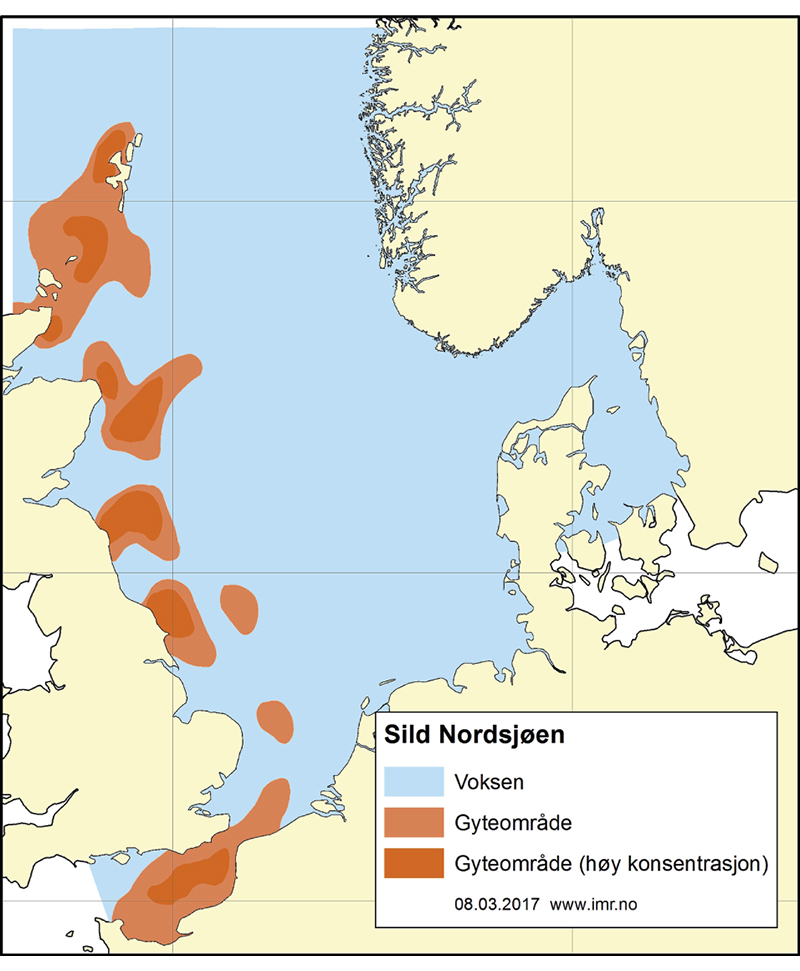 Sild Nordsjøen
Voksen
Gyteområde
Gyteområde (høy konsentrasjon)
08.03.2017 www.imr.no